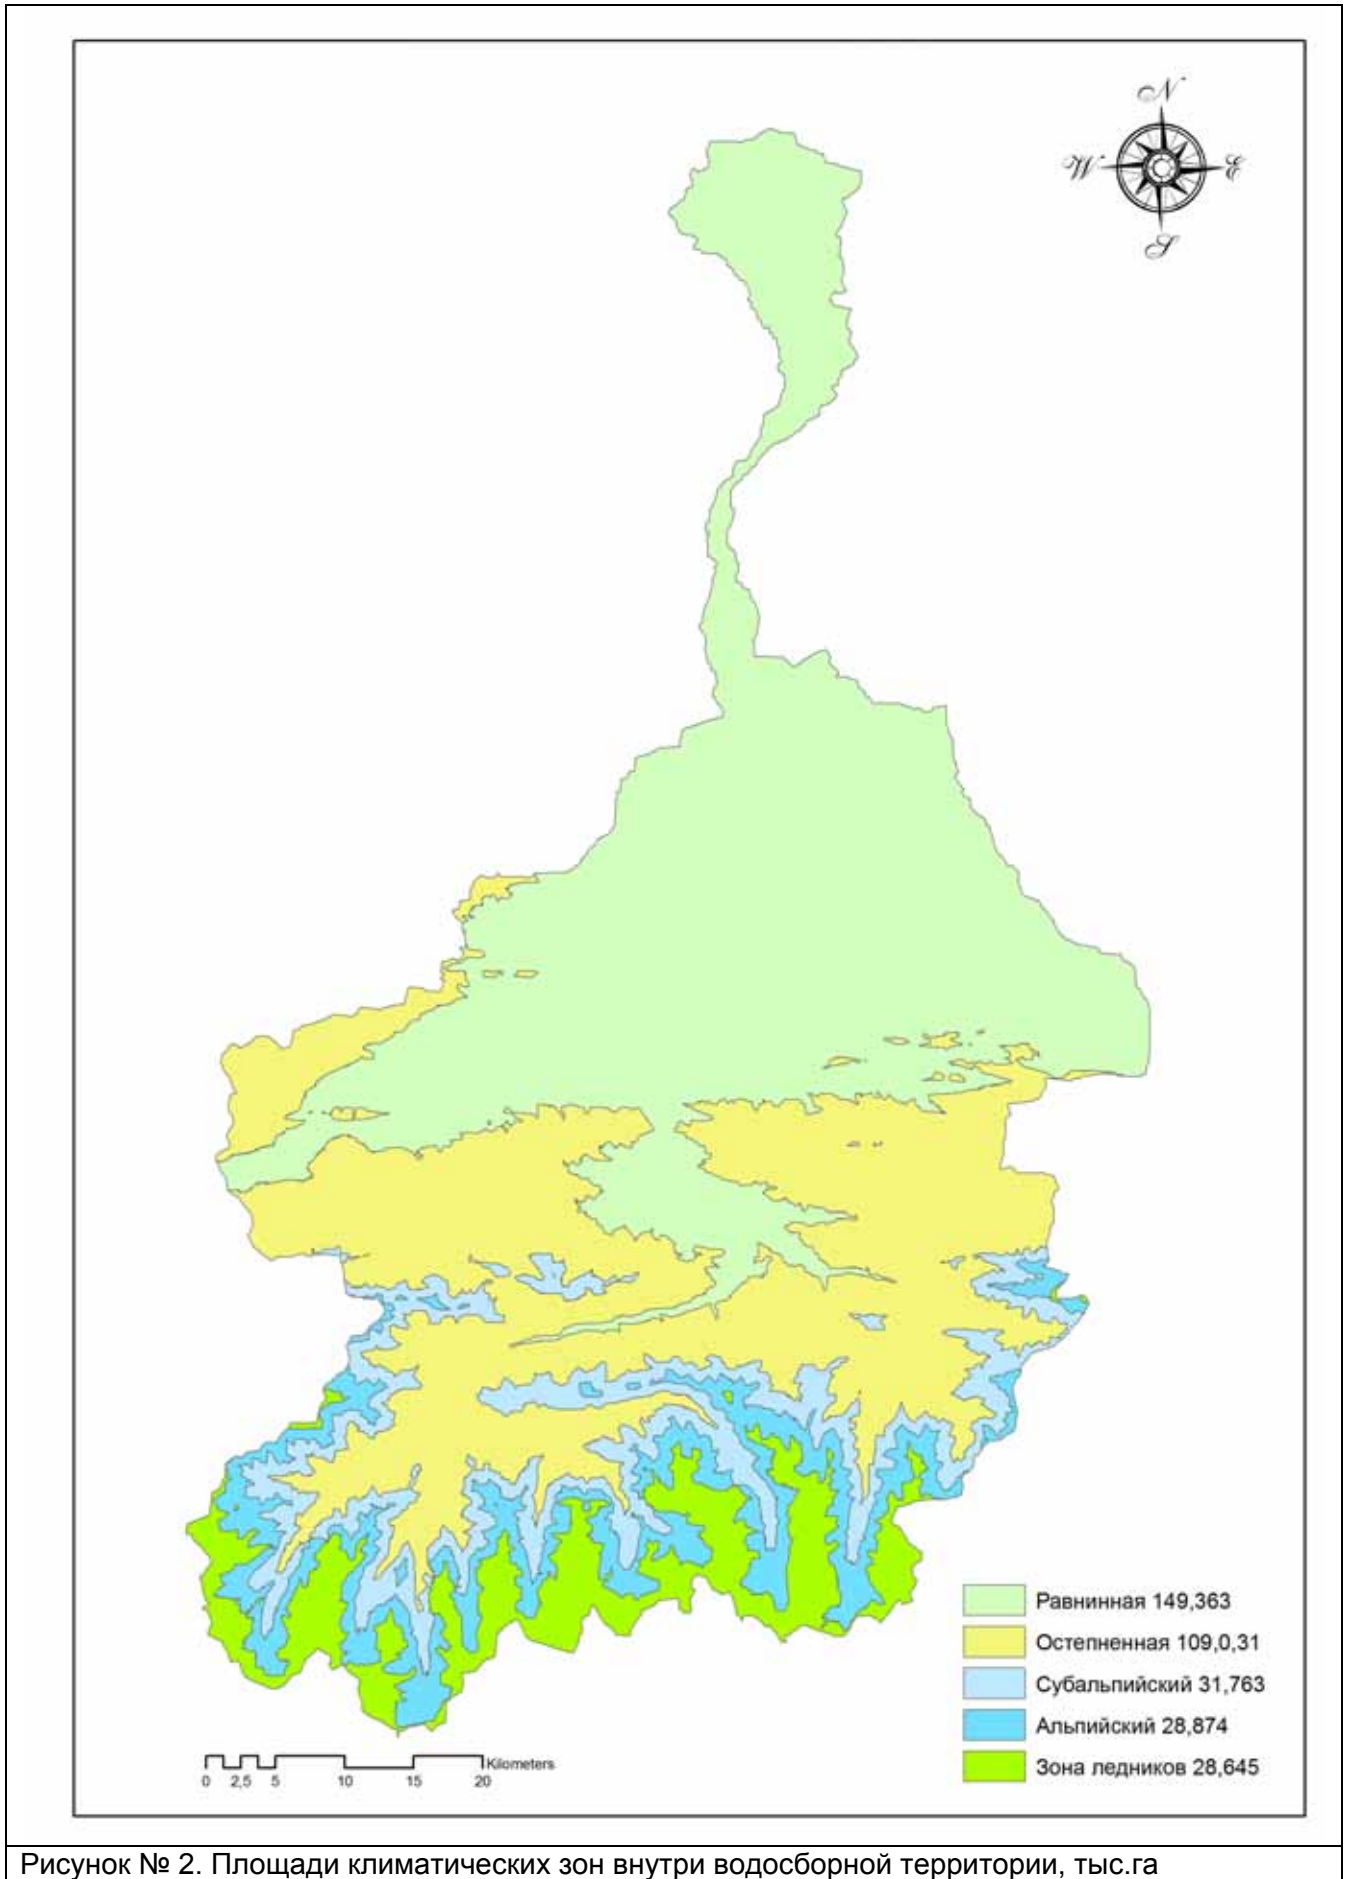 N
W
E
S
Равнинная 149,363
Остепненная 109,0,31
Субальпийский 31,763
Альпийский 28,874
Зона ледников 28,645
Kilometers
0 2,5 5 10 15 20
Рисунок № 2. Площади климатических зон внутри водосборной территории, тыс.га